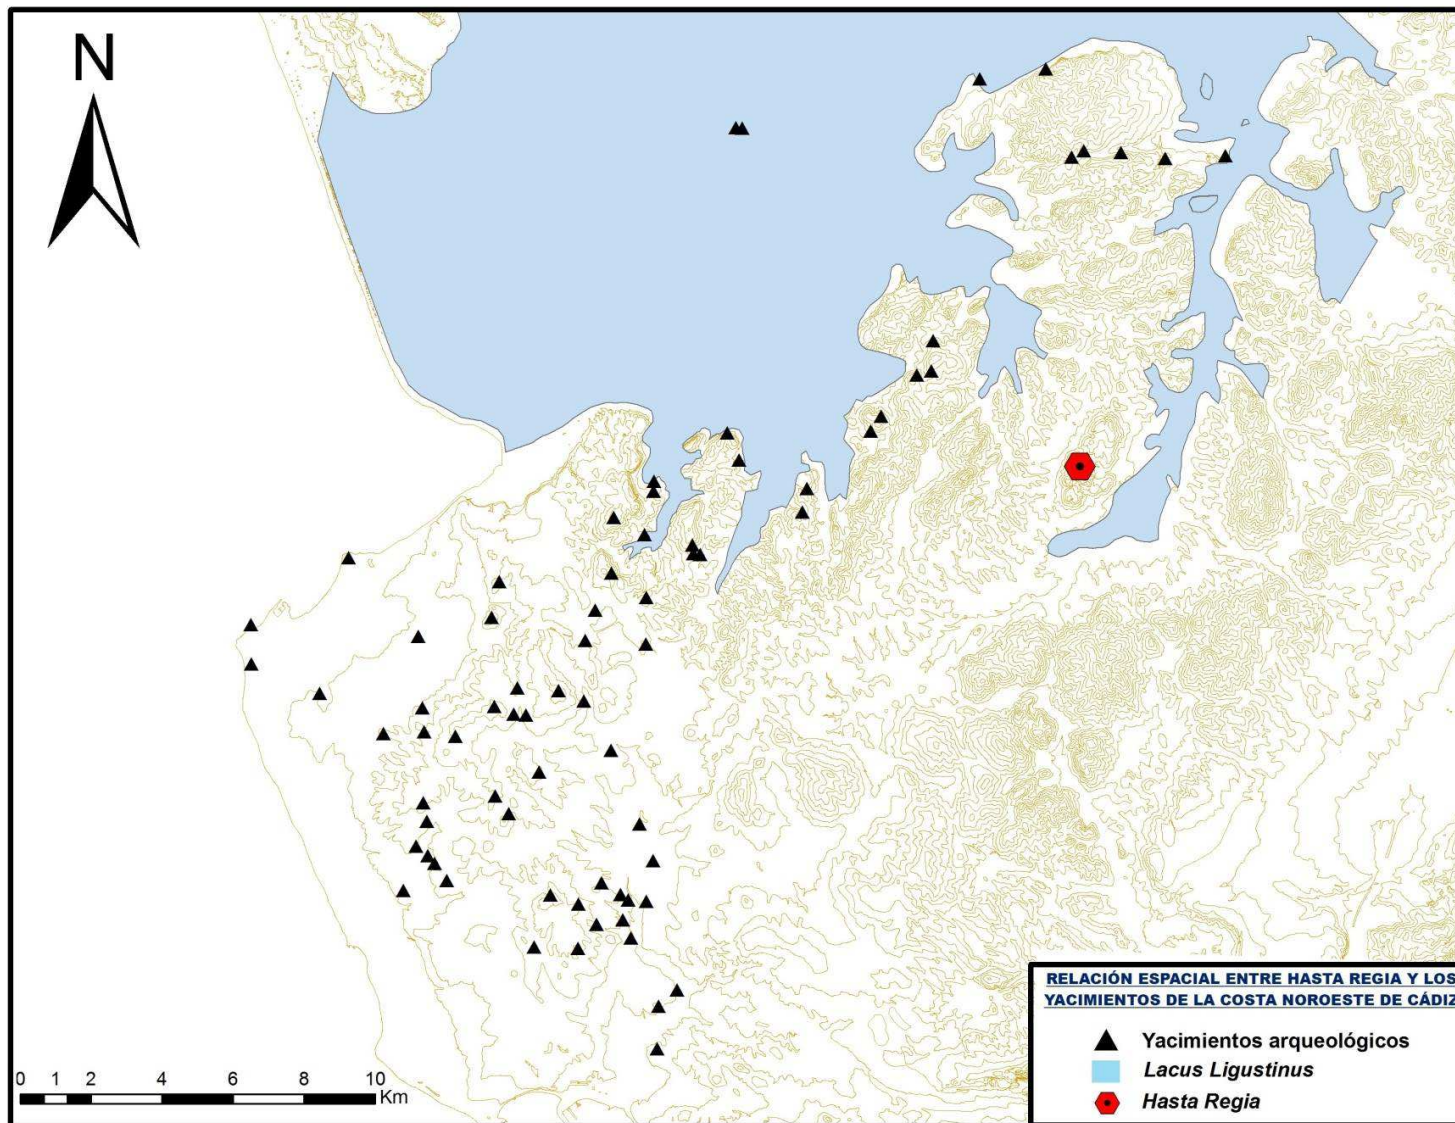 N
RELACIÓN ESPACIAL ENTRE HASTA REGIA Y LOS
YACIMIENTOS DE LA COSTA NOROESTE DE CÁDIZ
Yacimientos arqueológicos
Lacus Ligustinus
Hasta Regia
0 1 2 4 6 8 10
Km